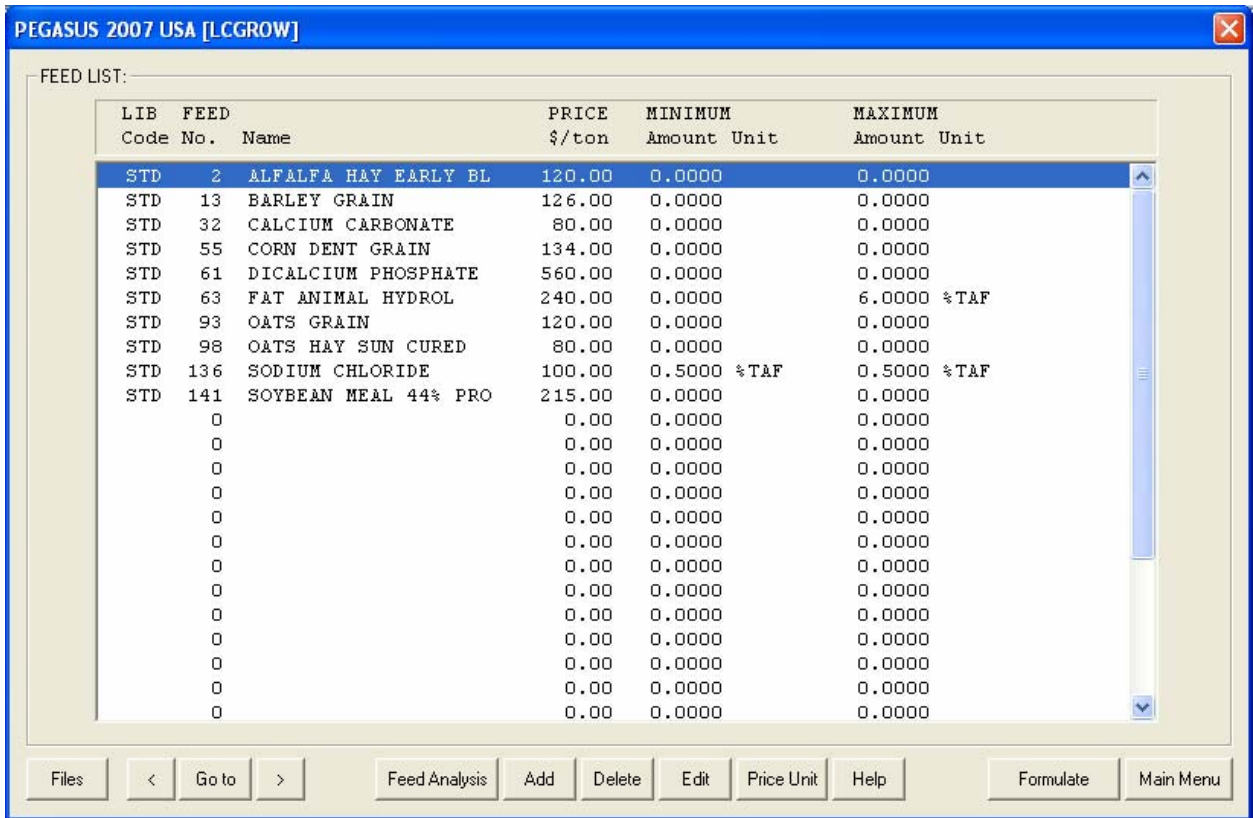 PEGASUS 2007 USA [LCGROW]
FEED LIST:
LIB FEED PRICE MINIMUM MAXIMUM
Code No. Name $/ton Amount Unit Amount Unit
STD 2 ALFALFA HAY EARLY BL 120.00 0.0000 0.0000
STD 13 BARLEY GRAIN 126.00 0.0000 0.0000
STD 32 CALCIUM CARBONATE 80.00 0.0000 0.0000
STD 55 CORN DENT GRAIN 134.00 0.0000 0.0000
STD 61 DICALCIUM PHOSPHATE 560.00 0.0000 0.0000
STD 63 FAT ANIMAL HYDROL 240.00 0.0000 6.0000 %TAF
STD 93 OATS GRAIN 120.00 0.0000 0.0000
STD 98 OATS HAY SUN CURED 80.00 0.0000 0.0000
STD 136 SODIUM CHLORIDE 100.00 0.5000 %TAF 0.5000 %TAF
STD 141 SOYBEAN MEAL 44% PRO 215.00 0.0000 0.0000
0 0.00 0.0000 0.0000
0 0.00 0.0000 0.0000
0 0.00 0.0000 0.0000
0 0.00 0.0000 0.0000
0 0.00 0.0000 0.0000
0 0.00 0.0000 0.0000
0 0.00 0.0000 0.0000
0 0.00 0.0000 0.0000
0 0.00 0.0000 0.0000
0 0.00 0.0000 0.0000
0 0.00 0.0000 0.0000
0 0.00 0.0000 0.0000
0 0.00 0.0000 0.0000
Files < Go to > Feed Analysis Add Delete Edit Price Unit Help Formulate Main Menu